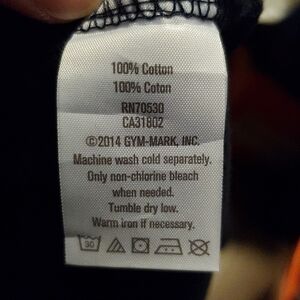 100% Cotton
100% Coton
RN70530
CA31802
©2014 GYM-MARK, INC.
Machine wash cold separately.
Only non-chlorine bleach
when needed.
Tumble dry low.
Warm iron if necessary.
30